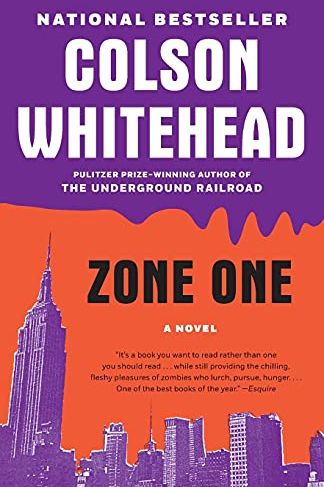 NATIONAL BESTSELLER
COLSON
WHITEHEAD
PULITZER PRIZE–WINNING AUTHOR OF
THE UNDERGROUND RAILROAD
ZONE ONE
A NOVEL
"It's a book you want to read rather than one
you should read . . . while still providing the chilling,
fleshy pleasures of zombies who lurch, pursue, hunger. . . .
One of the best books of the year." —Esquire